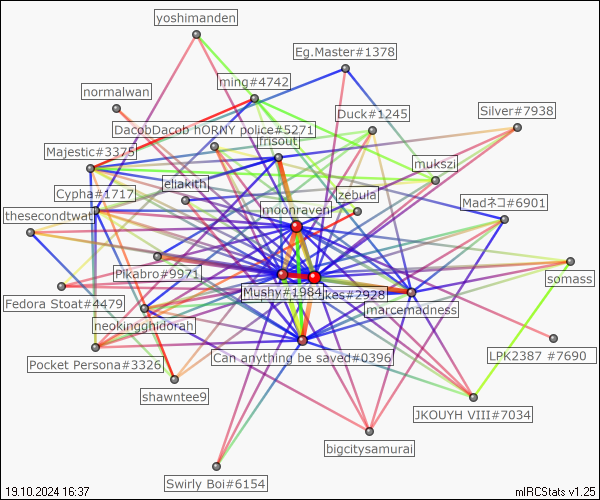 yoshimanden
Eg.Master#1378
ming#4742
normalwan
Silver#7938
Duck#1245
DacobDacob hORNY police#5271
frisout
Majestic#3375
mukszi
eliakith
Cypha#1717
zebula
Madネコ#6901
moonraven
thesecondtwat
Pikabro#9971
somass
Mushy#1984
kes#2928
Fedora Stoat#4479
marcemadness
neokingghidorah
Can anything be saved#0396
LPK2387 #7690
Pocket Persona#3326
shawntee9
JKOUYH VIII#7034
bigcitysamurai
Swirly Boi#6154
19.10.2024 16:37
mIRCStats v1.25